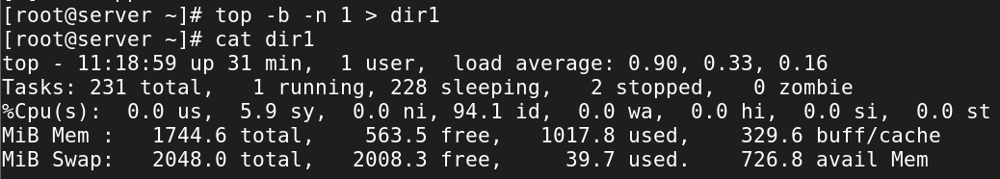 [root@server ~]# top -b -n 1 > dir1
[root@server ~]# cat dir1
top - 11:18:59 up 31 min,  1 user,  load average: 0.90, 0.33, 0.16
Tasks: 231 total,   1 running, 228 sleeping,   2 stopped,   0 zombie
%Cpu(s):  0.0 us,  5.9 sy,  0.0 ni, 94.1 id,  0.0 wa,  0.0 hi,  0.0 si,  0.0 st
MiB Mem :   1744.6 total,    563.5 free,   1017.8 used,    329.6 buff/cache
MiB Swap:   2048.0 total,   2008.3 free,     39.7 used.    726.8 avail Mem